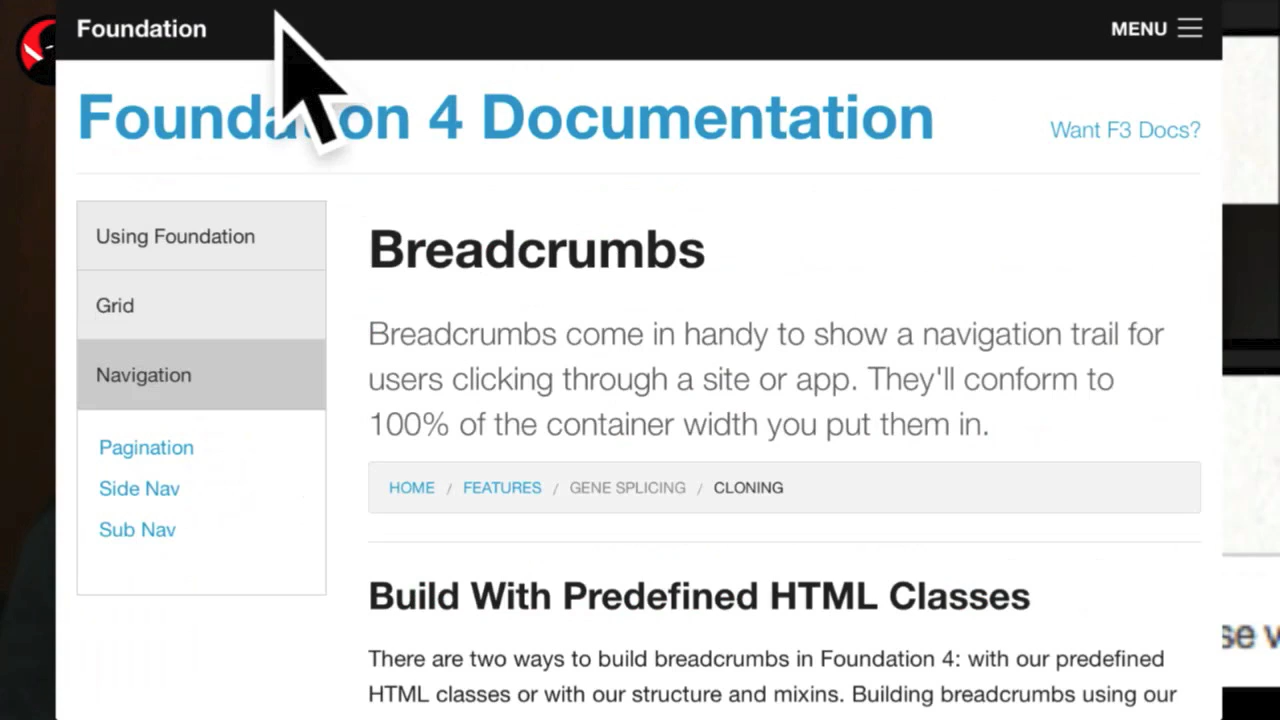 Foundation
MENU
Foundation 4 Documentation
Want F3 Docs?
Using Foundation
Grid
Navigation
Pagination
Side Nav
Sub Nav
Breadcrumbs
Breadcrumbs come in handy to show a navigation trail for
users clicking through a site or app. They'll conform to
100% of the container width you put them in.
HOME / FEATURES / GENE SPLICING / CLONING
Build With Predefined HTML Classes
There are two ways to build breadcrumbs in Foundation 4: with our predefined
HTML classes or with our structure and mixins. Building breadcrumbs using our